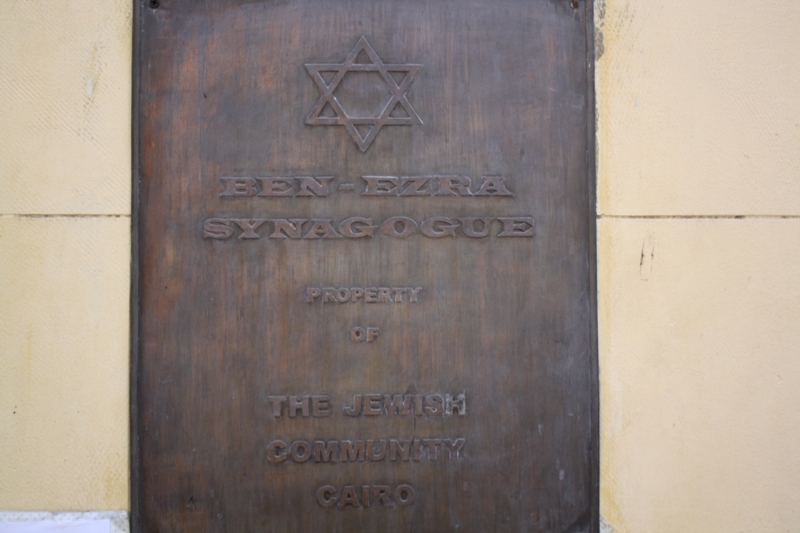 BEN-EZRA
SYNAGOGUE
PROPERTY
OF
THE JEWISH
COMMUNITY
CAIRO